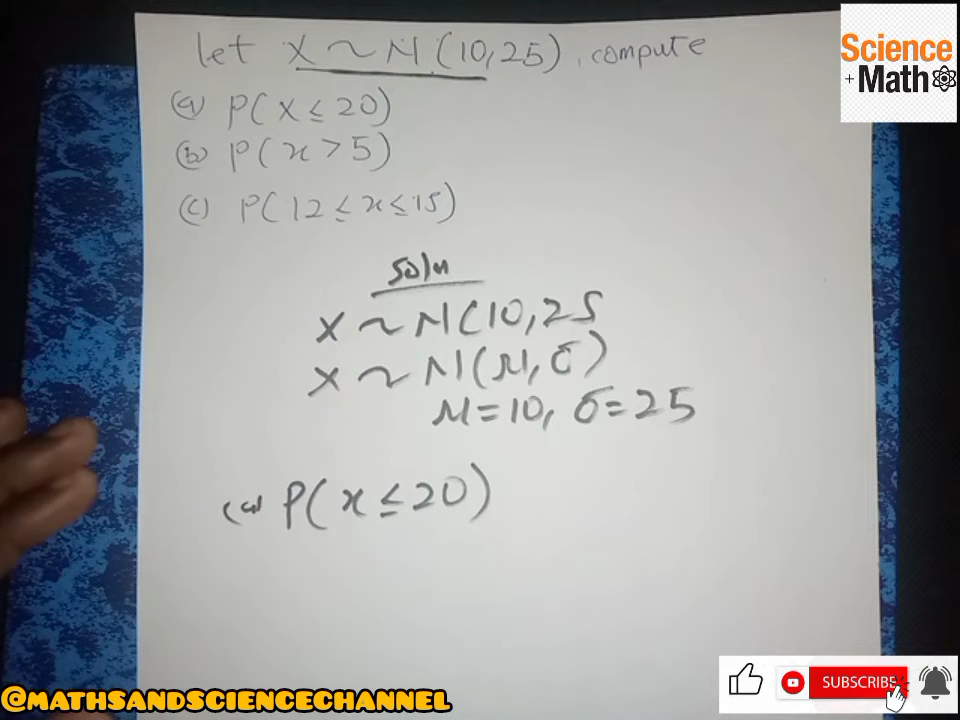 let X ~ N(10,25), compute
(a) P(x ≤ 20)
(b) P(x > 5)
(c) P(12 ≤ x ≤ 15)
soln
X ~ N(10,25
X ~ N(μ,σ)
μ=10, σ=25
(a) P(x ≤ 20)
Science
+Math
SUBSCRIBE
@MATHSANDSCIENCECHANNEL